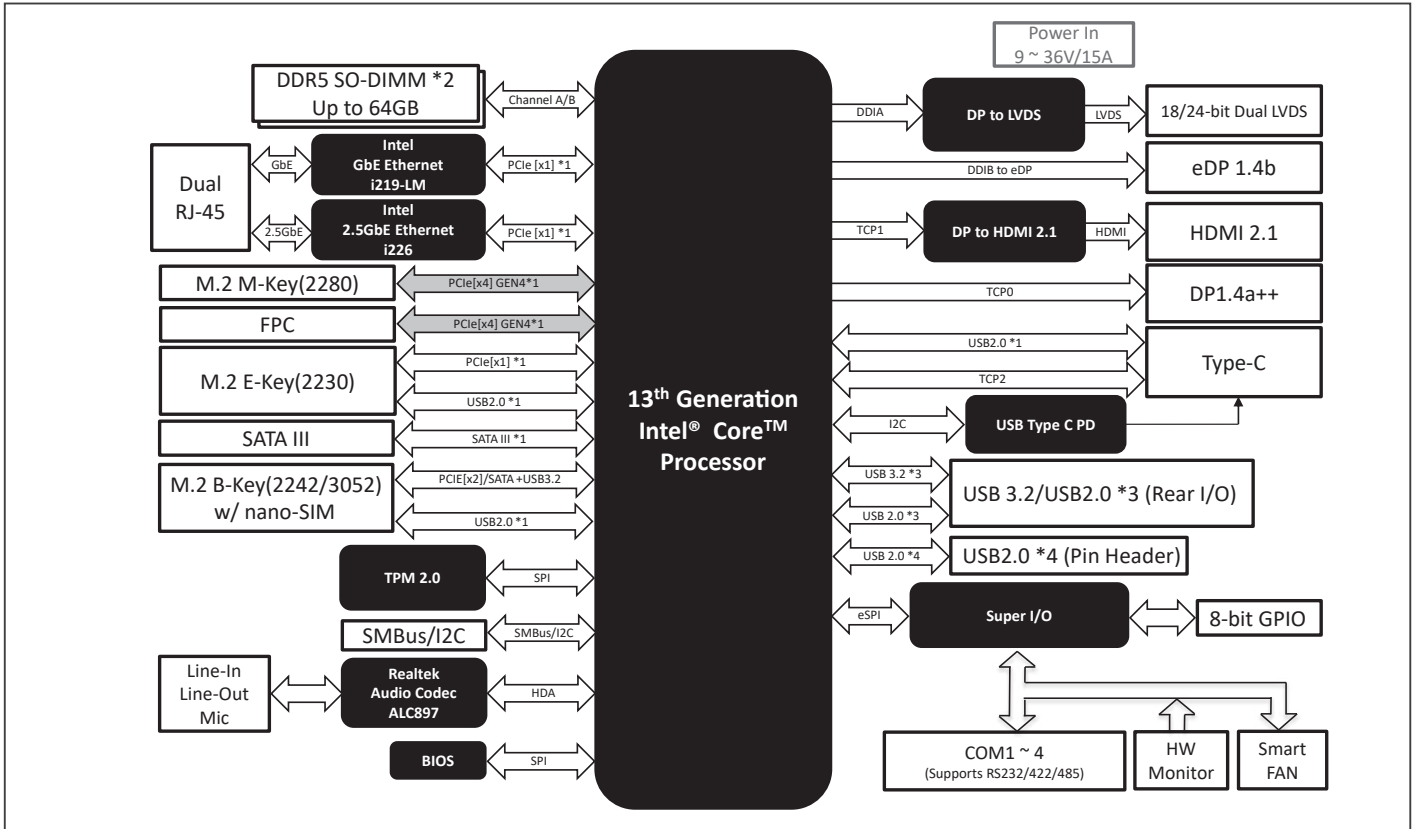 Power In
9 ~ 36V/15A
DDR5 SO-DIMM *2
Up to 64GB
Channel A/B
Dual
RJ-45
GbE
Intel
GbE Ethernet
i219-LM
PCIe [x1] *1
2.5GbE
Intel
2.5GbE Ethernet
i226
PCIe [x1] *1
M.2 M-Key(2280)
PCIe[x4] GEN4*1
FPC
PCIe[x4] GEN4*1
M.2 E-Key(2230)
PCIe[x1] *1
USB2.0 *1
SATA III
SATA III *1
M.2 B-Key(2242/3052)
w/ nano-SIM
PCIE[x2]/SATA +USB3.2
USB2.0 *1
TPM 2.0
SPI
SMBus/I2C
SMBus/I2C
Line-In
Line-Out
Mic
Realtek
Audio Codec
ALC897
HDA
BIOS
SPI
13th Generation
Intel® Core™
Processor
DDIA
DP to LVDS
LVDS
18/24-bit Dual LVDS
DDIB to eDP
eDP 1.4b
TCP1
DP to HDMI 2.1
HDMI
HDMI 2.1
TCP0
DP1.4a++
USB2.0 *1
TCP2
Type-C
I2C
USB Type C PD
USB 3.2 *3
USB 2.0 *3
USB 3.2/USB2.0 *3 (Rear I/O)
USB 2.0 *4
USB2.0 *4 (Pin Header)
eSPI
Super I/O
8-bit GPIO
COM1 ~ 4
(Supports RS232/422/485)
HW
Monitor
Smart
FAN